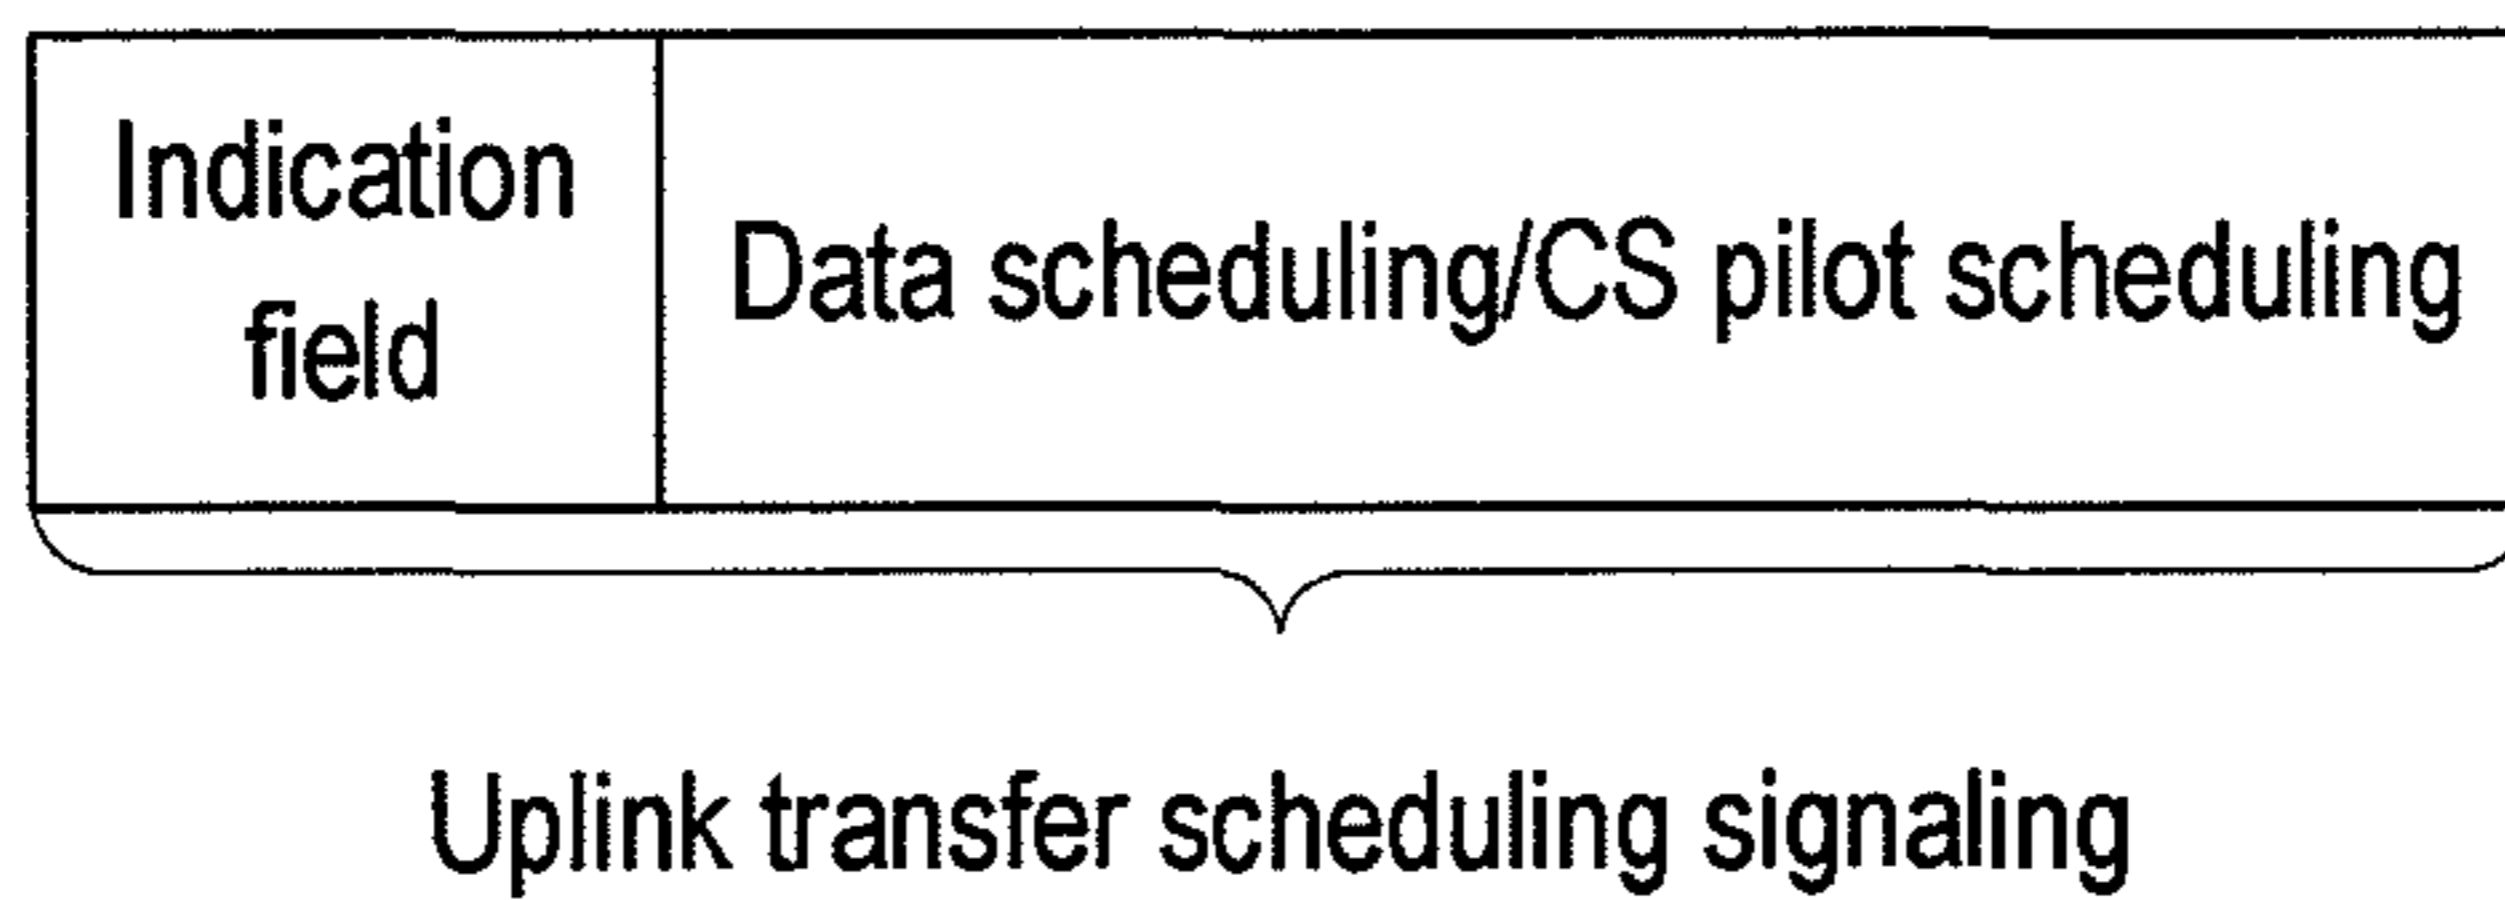 Indication
field
Data scheduling/CS pilot scheduling
Uplink transfer scheduling signaling